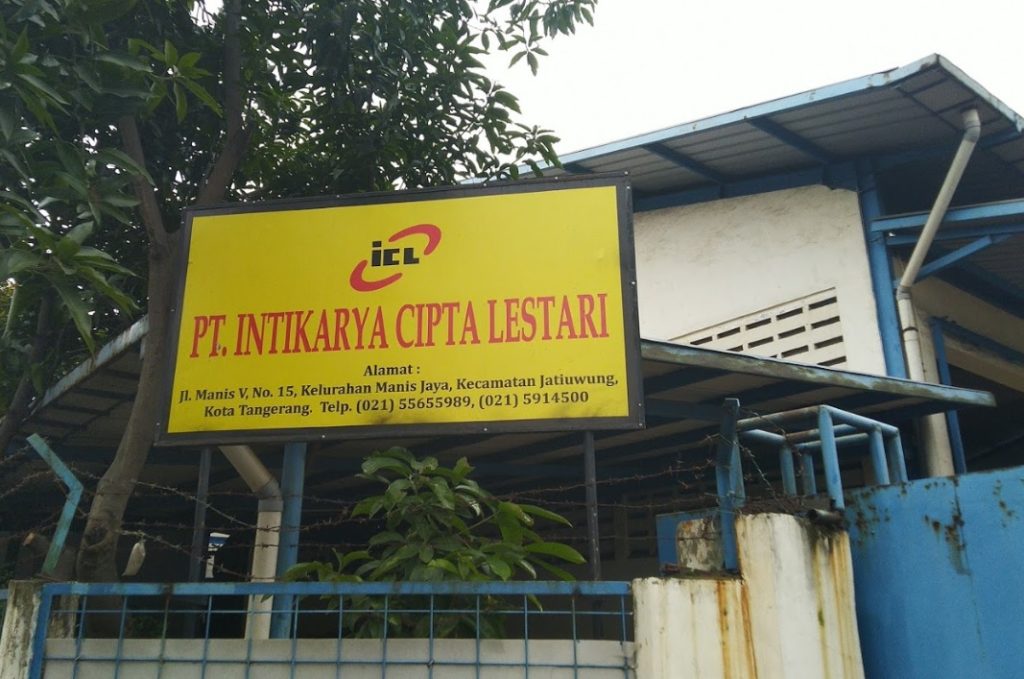 icl
PT. INTIKARYA CIPTA LESTARI
Alamat :
Jl. Manis V, No. 15, Kelurahan Manis Jaya, Kecamatan Jatiuwung,
Kota Tangerang. Telp. (021) 55655989, (021) 5914500